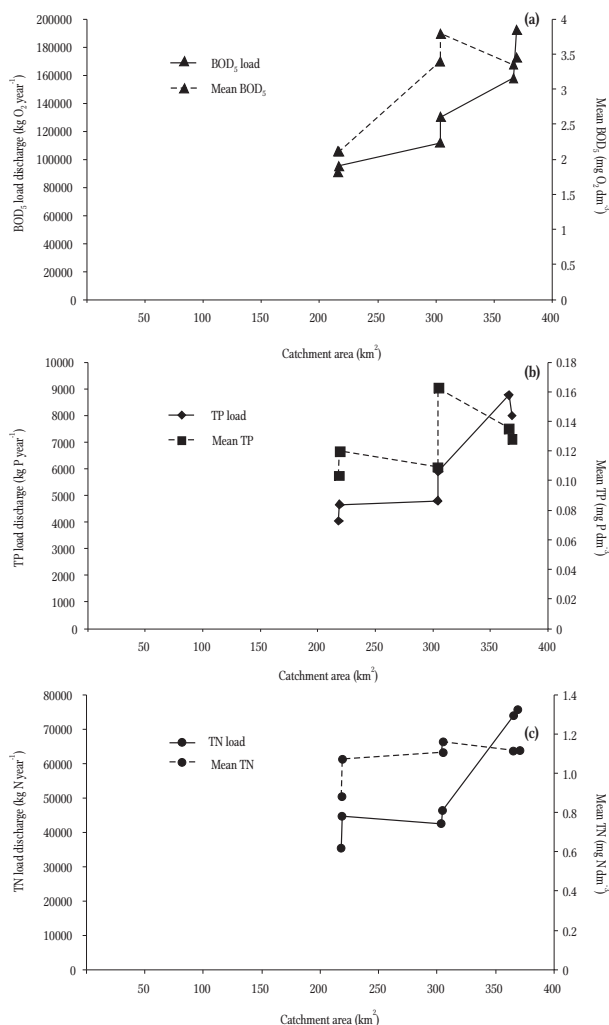 (a)
BOD₅ load discharge (kg O₂ year⁻¹)
200000
180000
160000
140000
120000
100000
80000
60000
40000
20000
0
BOD₅ load
Mean BOD₅
4
3.5
3
2.5
2
1.5
1
0.5
0
Mean BOD₅
(mg O₂ dm⁻³)
50 100 150 200 250 300 350 400
Catchment area (km²)
(b)
TP load discharge (kg P year⁻¹)
10000
9000
8000
7000
6000
5000
4000
3000
2000
1000
0
TP load
Mean TP
0.18
0.16
0.14
0.12
0.10
0.08
0.06
0.04
0.02
0
Mean TP
(mg P dm⁻³)
50 100 150 200 250 300 350 400
Catchment area (km²)
(c)
TN load discharge (kg N year⁻¹)
80000
70000
60000
50000
40000
30000
20000
10000
0
TN load
Mean TN
1.4
1.2
1.0
0.8
0.6
0.4
0.2
0
Mean TN
(mg N dm⁻³)
50 100 150 200 250 300 350 400
Catchment area (km²)